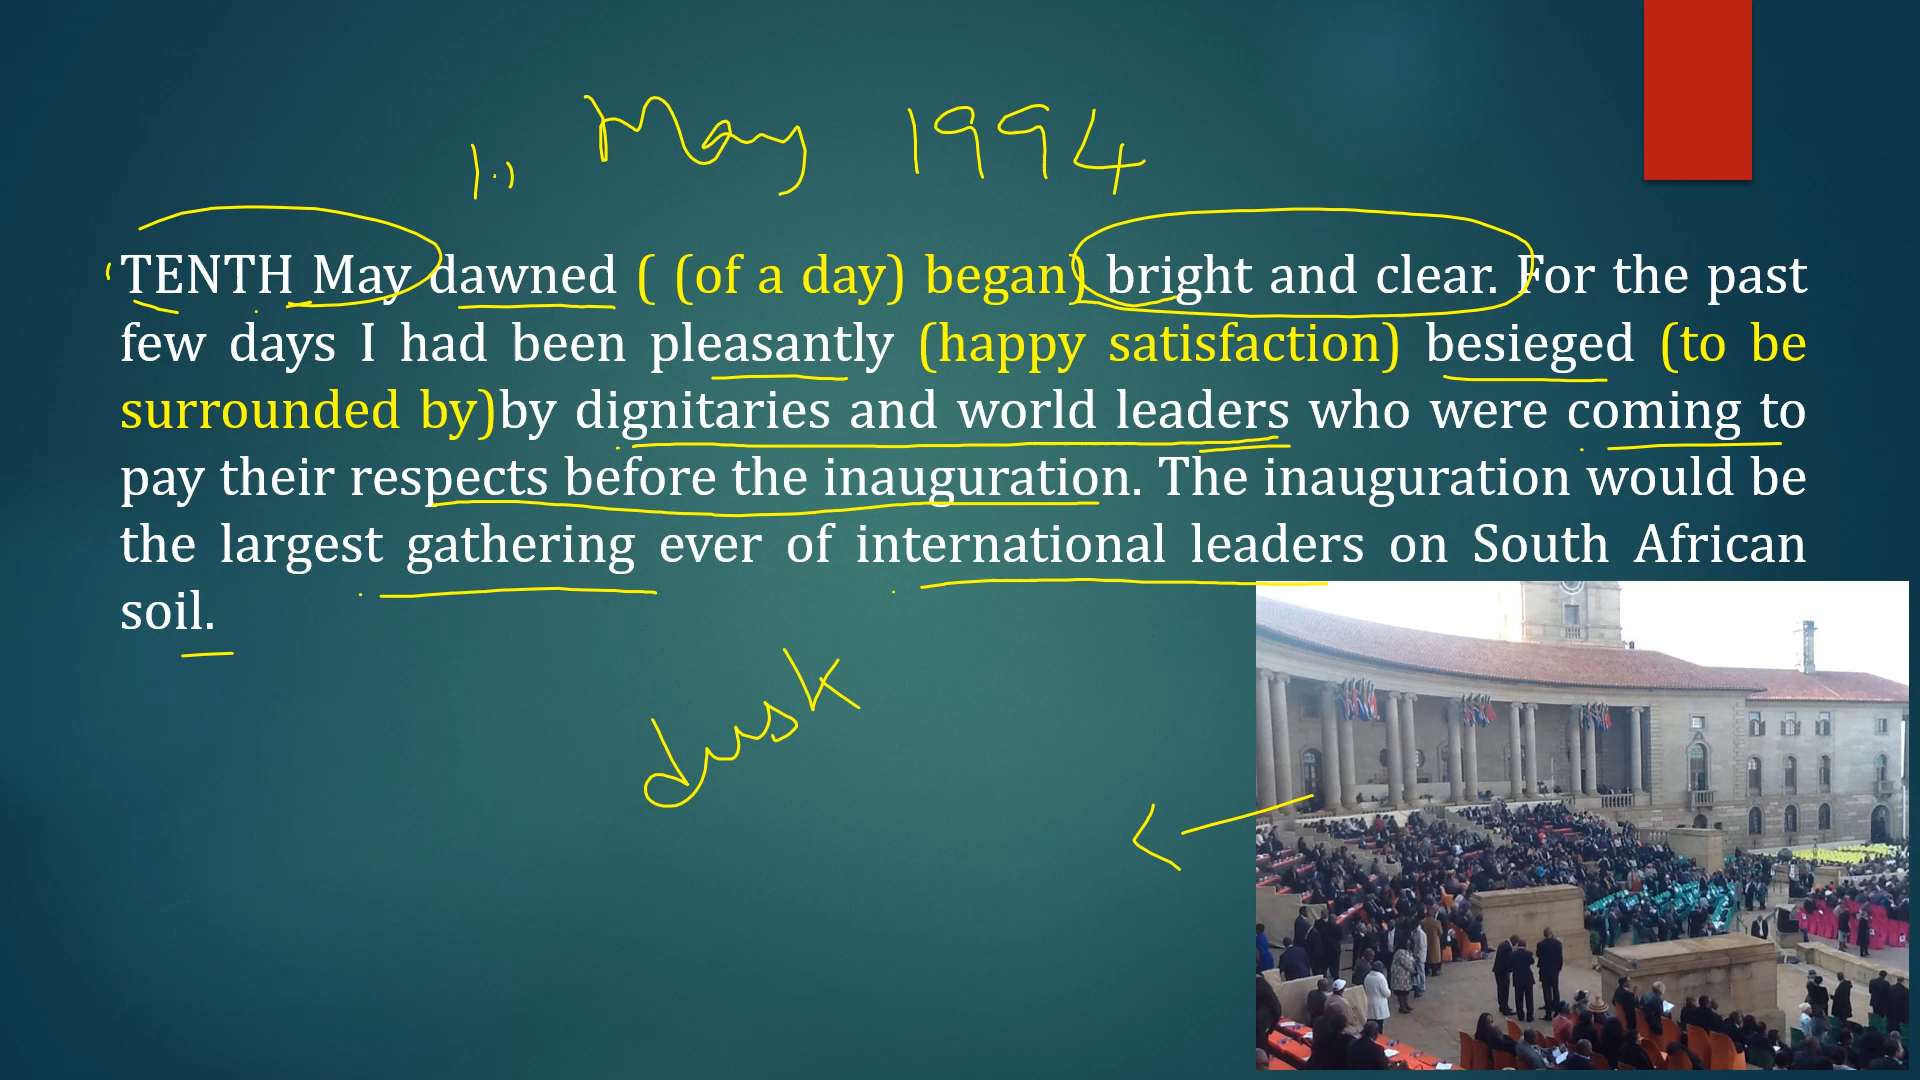 May 1994
TENTH May dawned ( (of a day) began) bright and clear. For the past
few days I had been pleasantly (happy satisfaction) besieged (to be
surrounded by)by dignitaries and world leaders who were coming to
pay their respects before the inauguration. The inauguration would be
the largest gathering ever of international leaders on South African
soil.
dusk